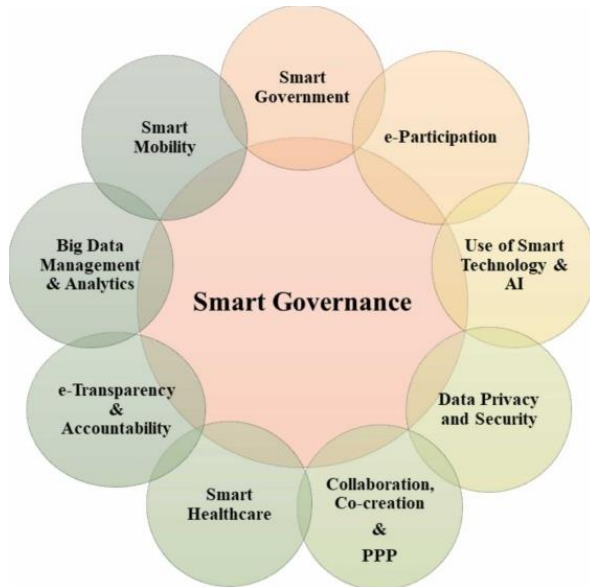 Smart
Government
e-Participation
Use of Smart
Technology &
AI
Data Privacy
and Security
Collaboration,
Co-creation
&
PPP
Smart
Healthcare
e-Transparency
&
Accountability
Big Data
Management
& Analytics
Smart
Mobility
Smart Governance